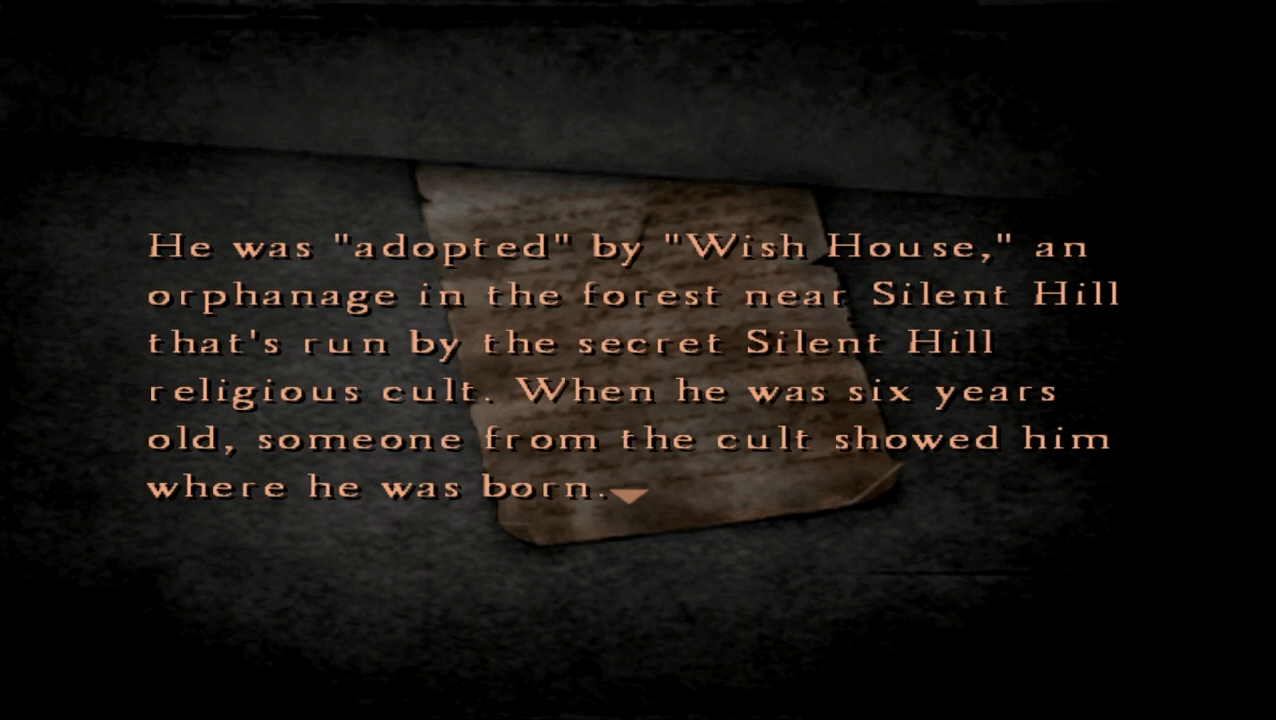 He was "adopted" by "Wish House," an
orphanage in the forest near Silent Hill
that's run by the secret Silent Hill
religious cult. When he was six years
old, someone from the cult showed him
where he was born.